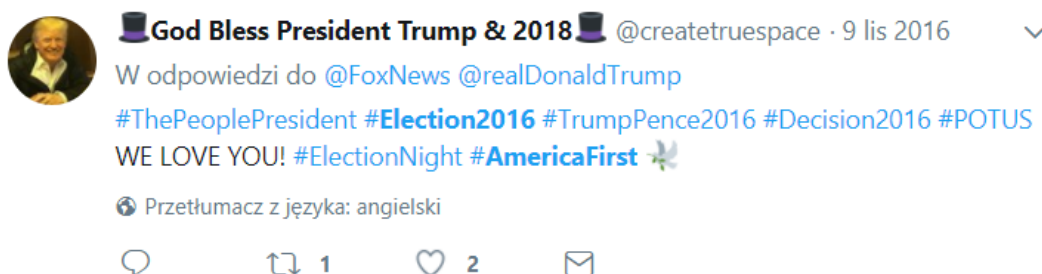 🎩God Bless President Trump & 2018🎩 @createtruespace · 9 lis 2016
W odpowiedzi do @FoxNews @realDonaldTrump
#ThePeoplePresident #Election2016 #TrumpPence2016 #Decision2016 #POTUS
WE LOVE YOU! #ElectionNight #AmericaFirst 🕊
Przetłumacz z języka: angielski
1 2